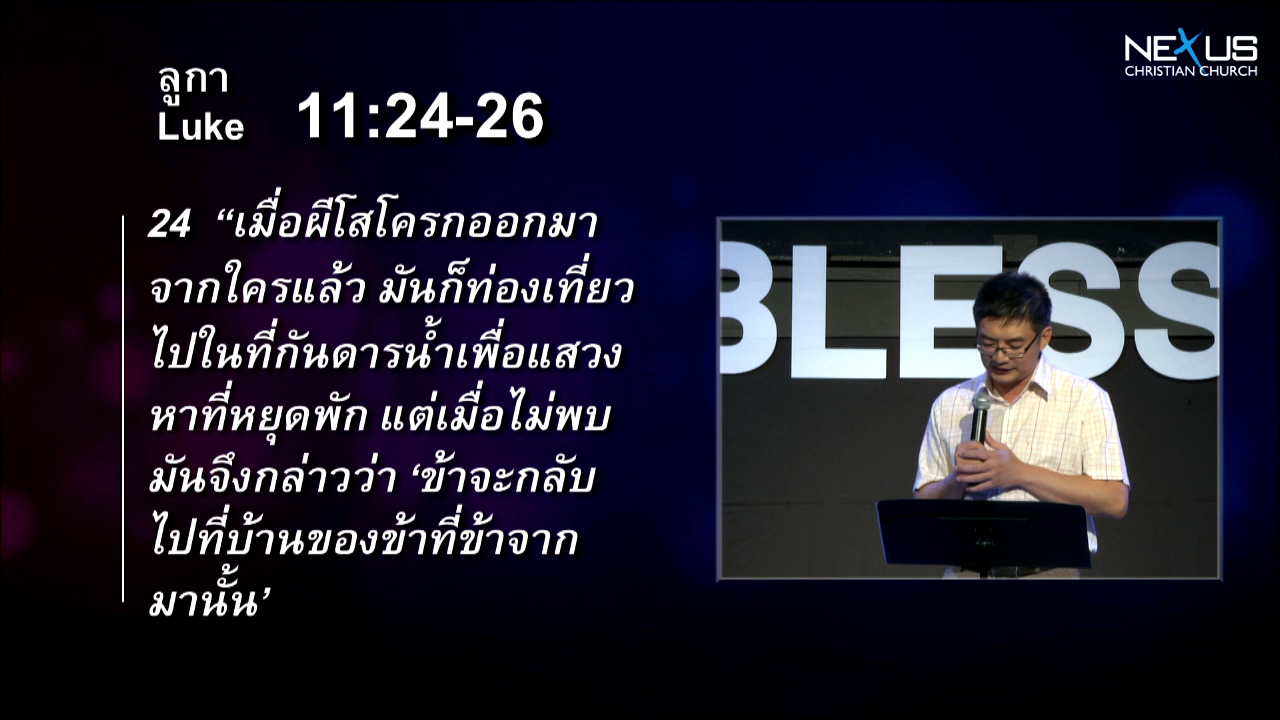 ลูกา
Luke
11:24-26
NEXUS
CHRISTIAN CHURCH
24 “เมื่อผีโสโครกออกมา
จากใครแล้ว มันก็ท่องเที่ยว
ไปในที่กันดารน้ำเพื่อแสวง
หาที่หยุดพัก แต่เมื่อไม่พบ
มันจึงกล่าวว่า ‘ข้าจะกลับ
ไปที่บ้านของข้าที่ข้าจาก
มานั้น’
BLESS